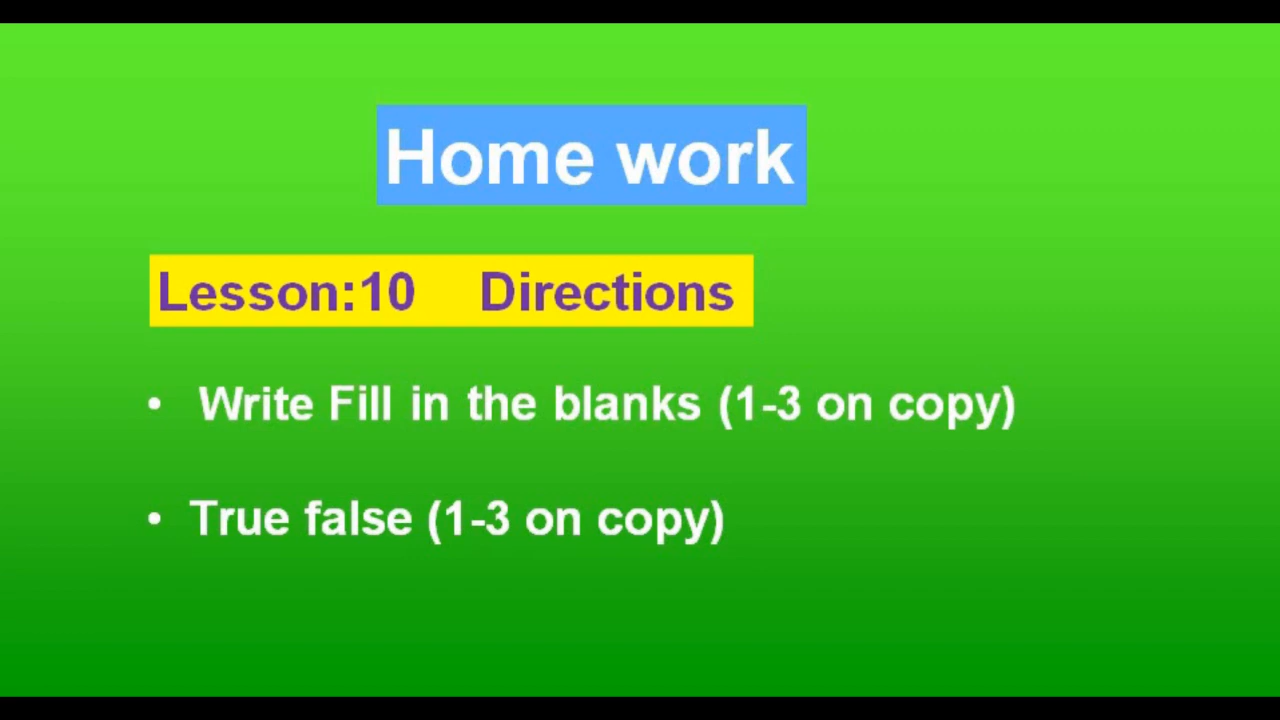 Home work
Lesson:10 Directions
• Write Fill in the blanks (1-3 on copy)
• True false (1-3 on copy)